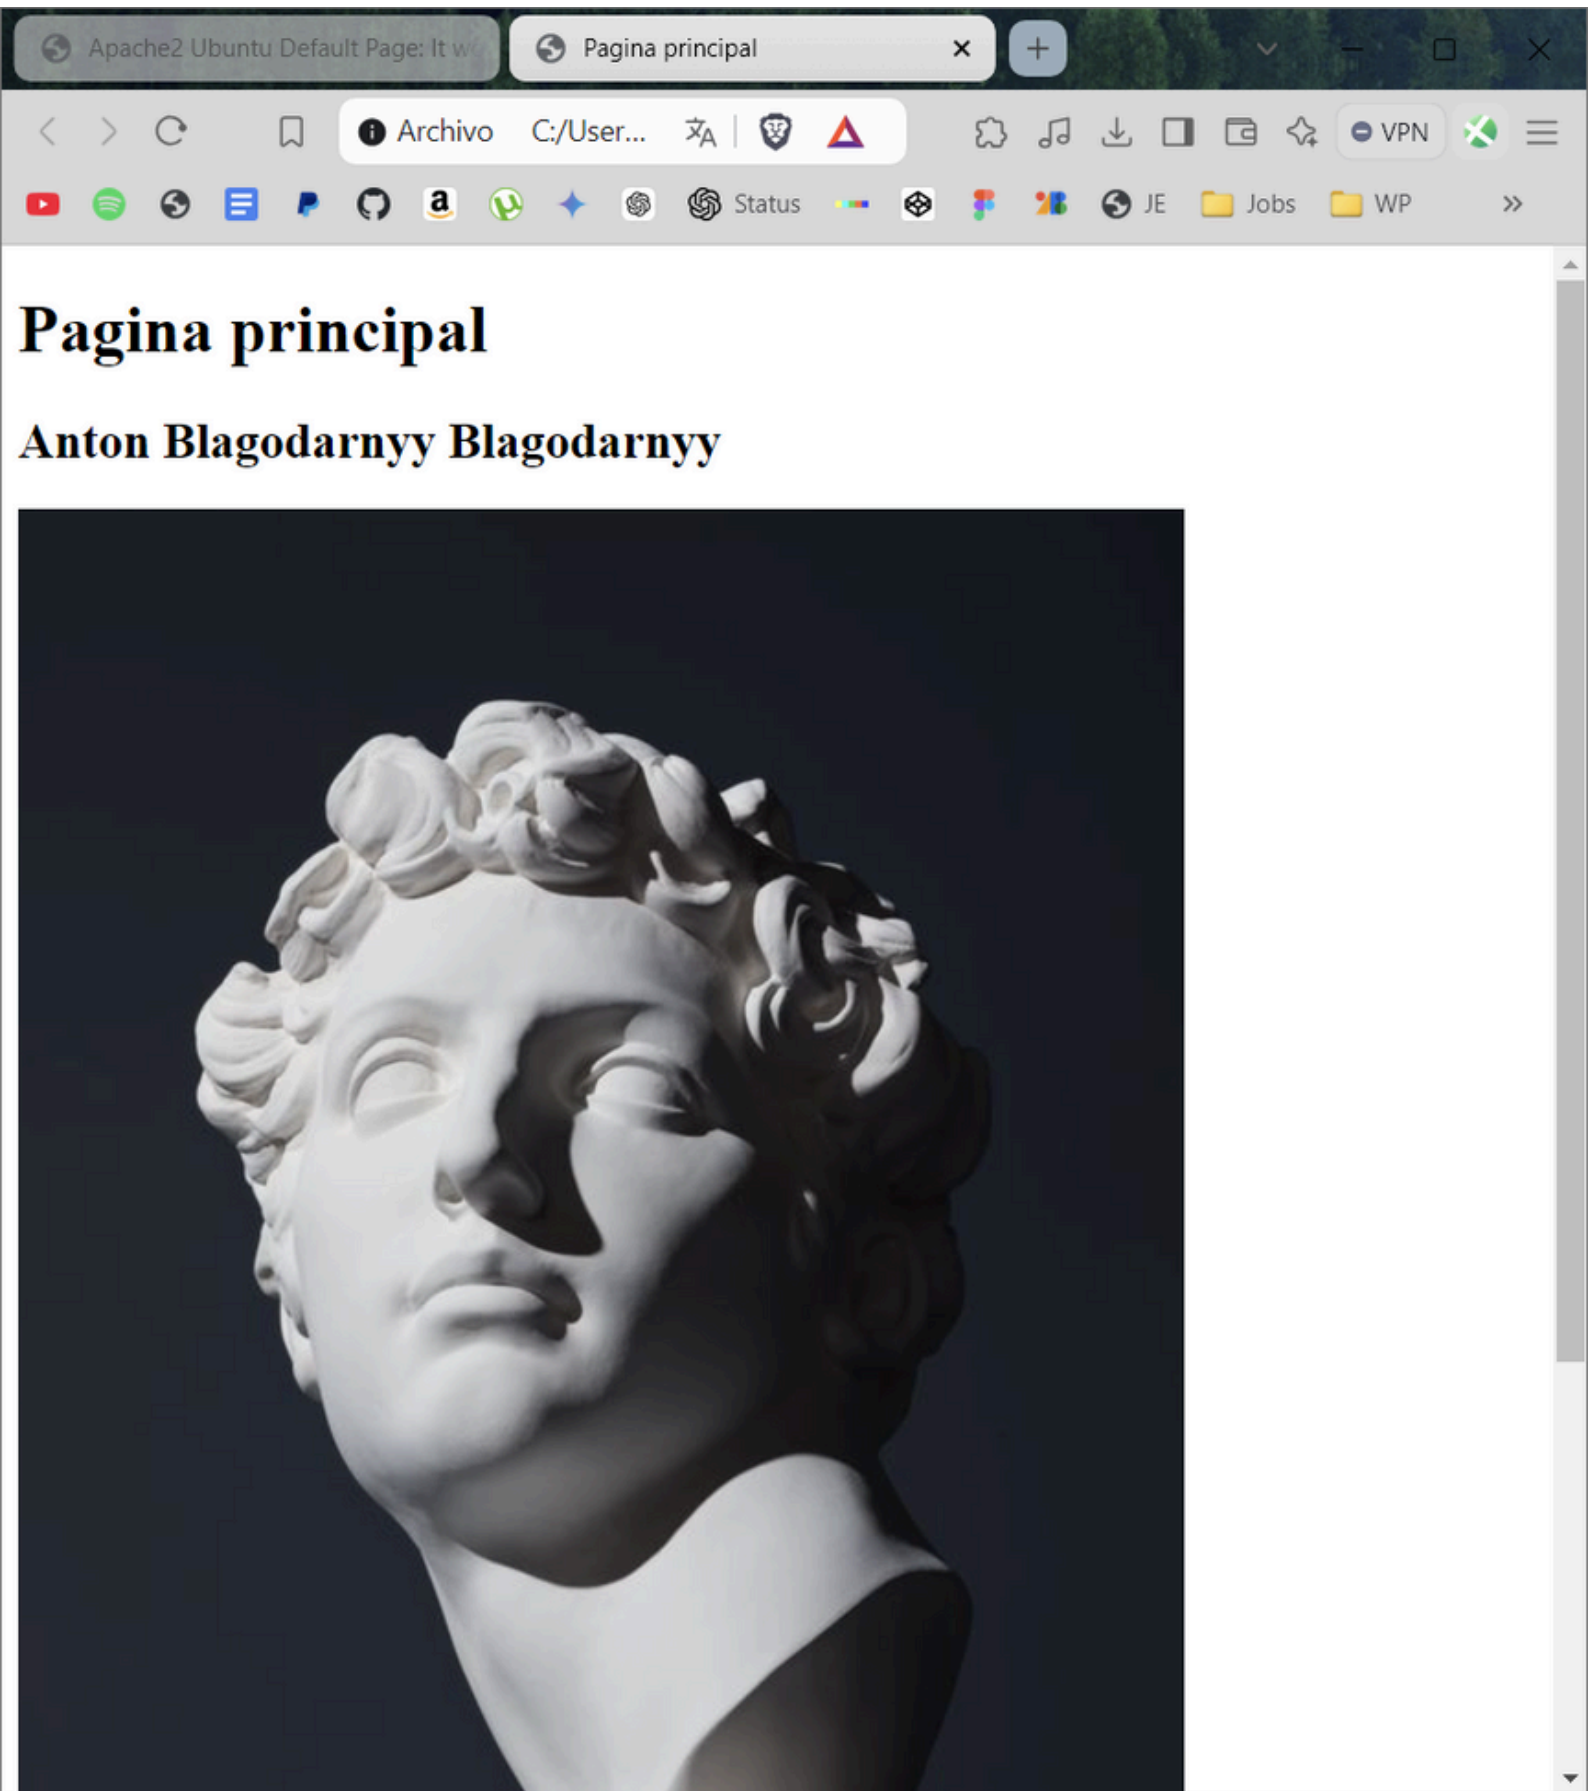 Apache2 Ubuntu Default Page: It
Pagina principal
Archivo C:/User...
VPN
Status
JE
Jobs
WP
Pagina principal
Anton Blagodarnyy Blagodarnyy